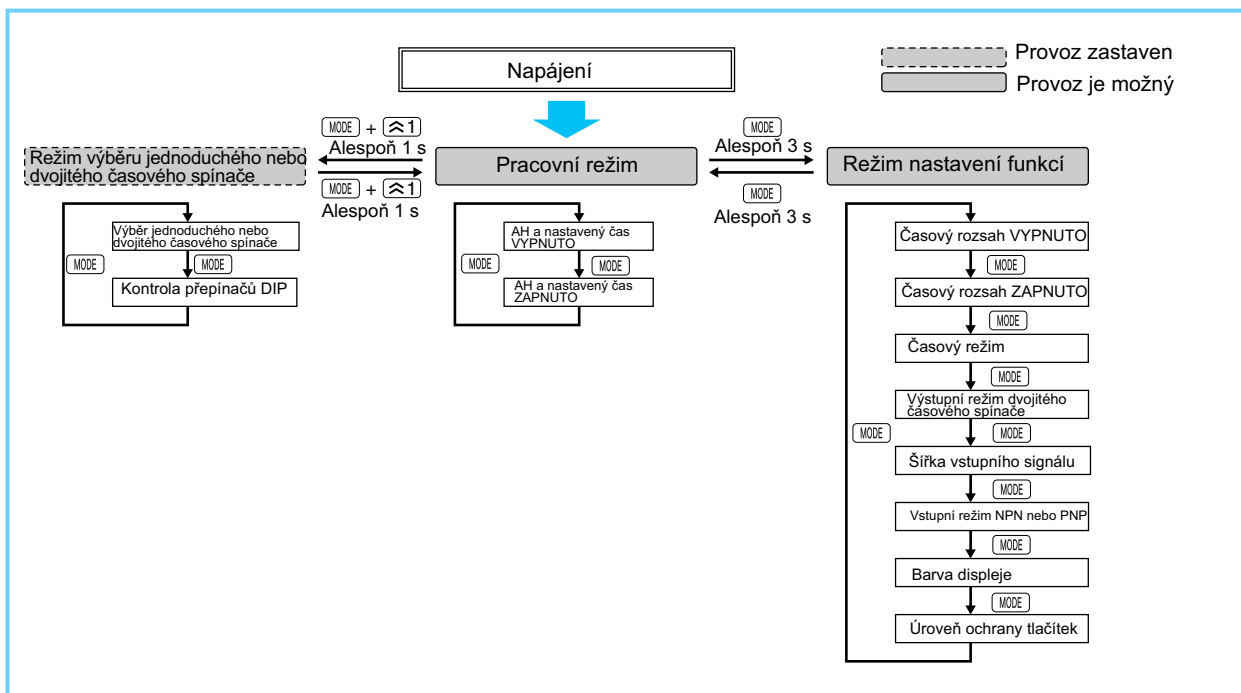 Napájení
Provoz zastaven
Provoz je možný
MODE + 1
Alespoň 1 s
MODE
Alespoň 3 s
Režim výběru jednoduchého nebo
dvojitého časového spínače
Pracovní režim
Režim nastavení funkcí
MODE + 1
Alespoň 1 s
MODE
Alespoň 3 s
Výběr jednoduchého nebo
dvojitého časového spínače
MODE
MODE
Kontrola přepínačů DIP
AH a nastavený čas
VYPNUTO
MODE
MODE
AH a nastavený čas
ZAPNUTO
Časový rozsah VYPNUTO
MODE
Časový rozsah ZAPNUTO
MODE
Časový režim
MODE
Výstupní režim dvojitého
časového spínače
MODE
MODE
Šířka vstupního signálu
MODE
Vstupní režim NPN nebo PNP
MODE
Barva displeje
MODE
Úroveň ochrany tlačítek